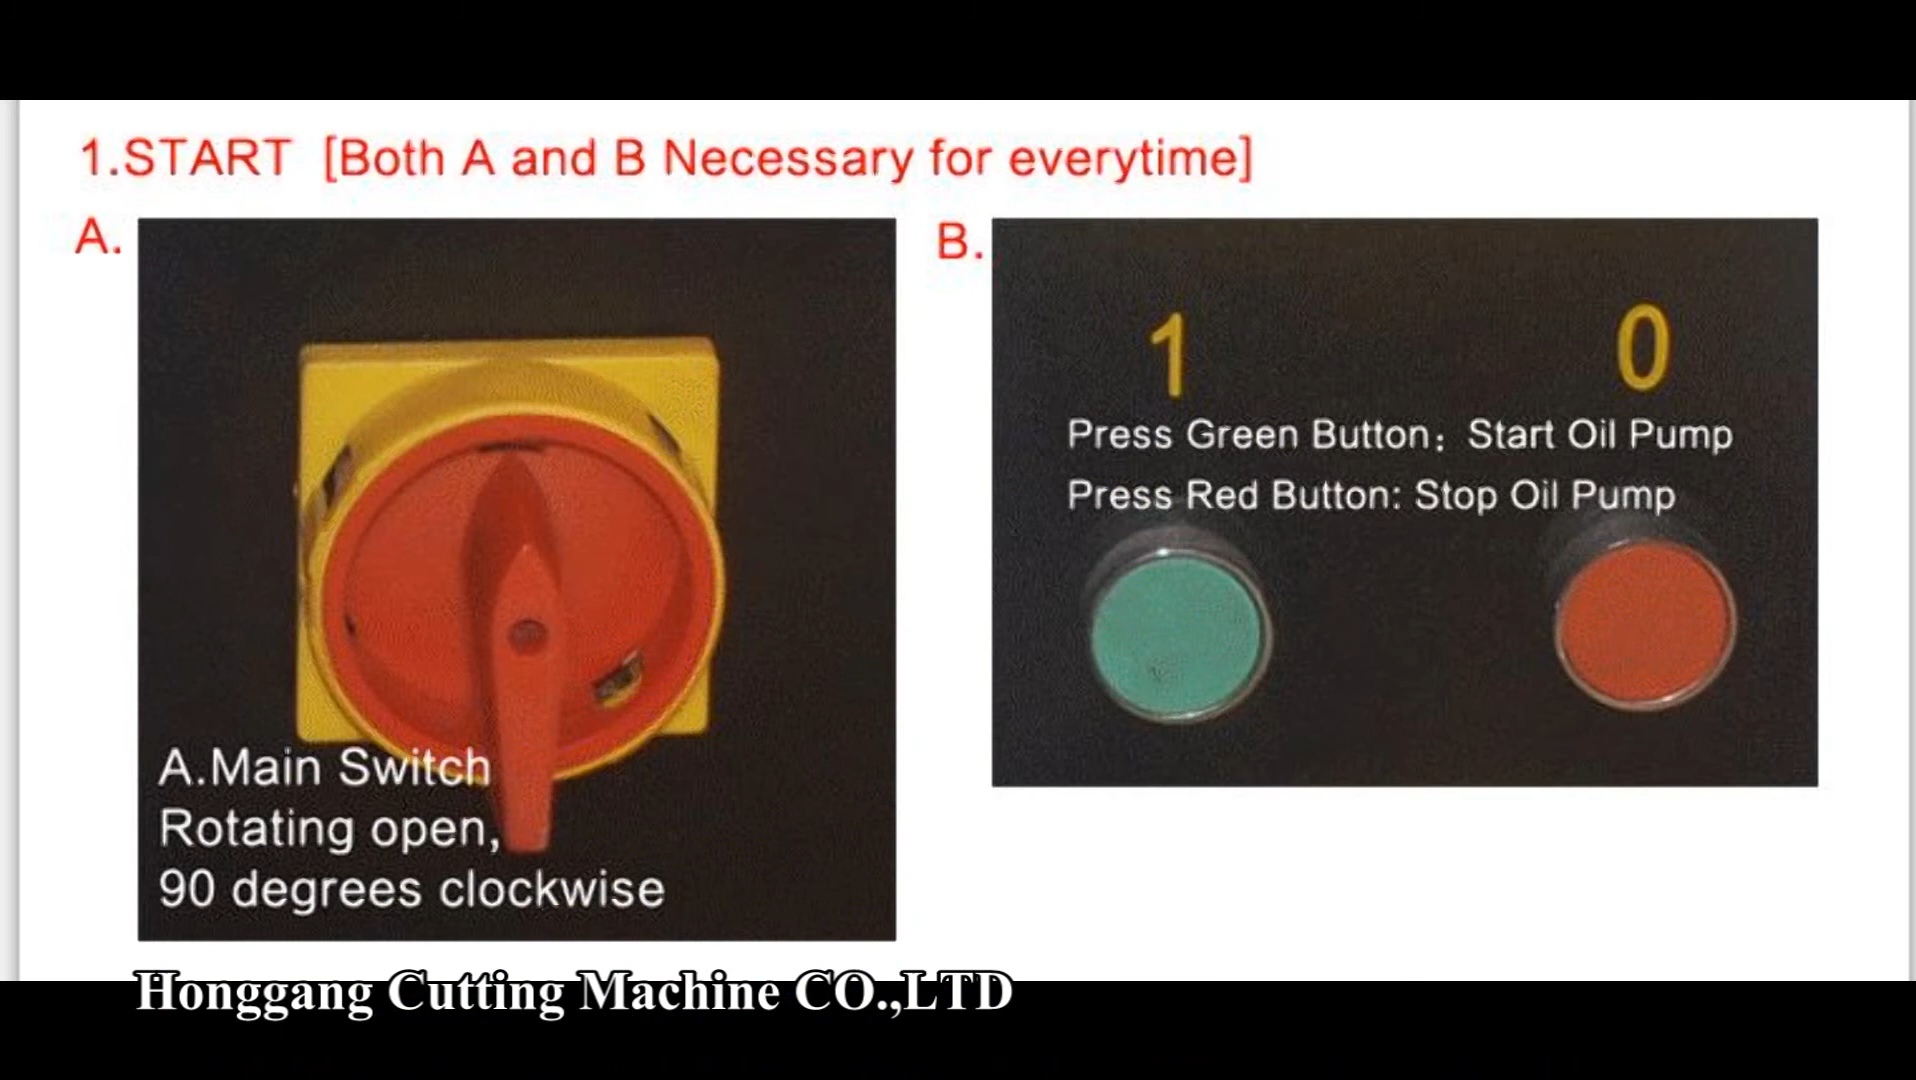 1.START [Both A and B Necessary for everytime]
A.
B.
A.Main Switch
Rotating open,
90 degrees clockwise
1
0
Press Green Button: Start Oil Pump
Press Red Button: Stop Oil Pump
Honggang Cutting Machine CO.,LTD